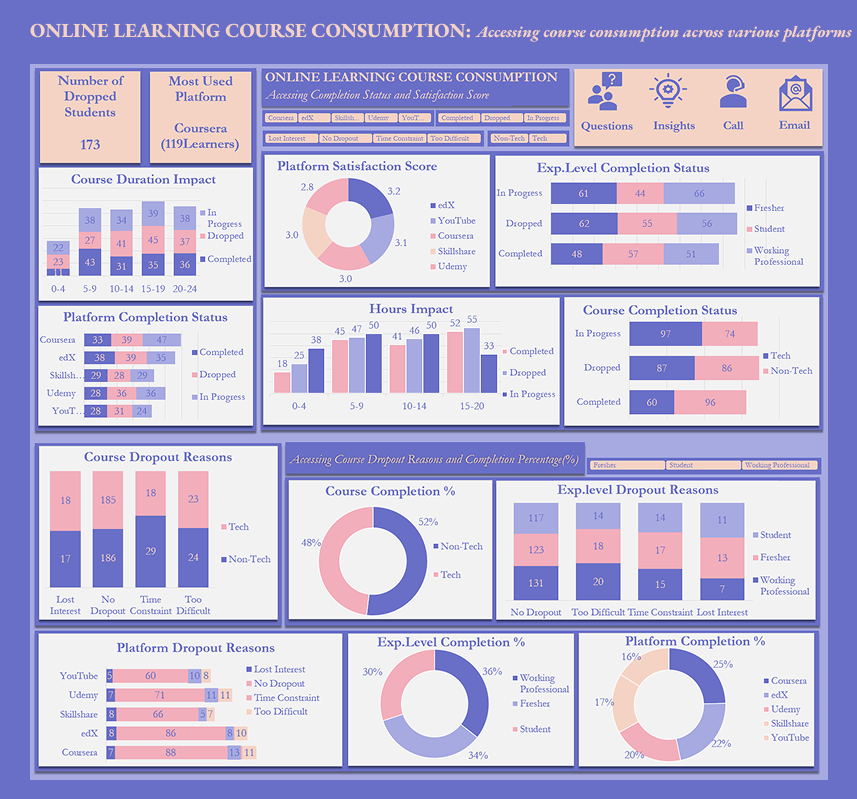 ONLINE LEARNING COURSE CONSUMPTION: Accessing course consumption across various platforms
Number of
Dropped
Students
173
Most Used
Platform
Coursera
(119Learners)
ONLINE LEARNING COURSE CONSUMPTION
Accessing Completion Status and Satisfaction Score
Coursera edX Skillsh... Udemy YouT... Completed Dropped In Progress
Lost Interest No Dropout Time Constraint Too Difficult Non-Tech Tech
?
Questions Insights Call Email
Course Duration Impact
22 38 34 39 38
23 27 41 45 37
11 43 31 35 36
0-4 5-9 10-14 15-19 20-24
In
Progress
Dropped
Completed
Platform Satisfaction Score
2.8 3.2
3.0 3.1
3.0
edX
YouTube
Coursera
Skillshare
Udemy
Exp.Level Completion Status
In Progress 61 44 66
Dropped 62 55 56
Completed 48 57 51
Fresher
Student
Working
Professional
Platform Completion Status
Coursera 33 39 47
edX 38 39 35
Skillsh... 29 28 29
Udemy 28 36 36
YouT... 28 31 24
Completed
Dropped
In Progress
Hours Impact
18 25 38 45 47 50 41 46 50 52 55 33
0-4 5-9 10-14 15-20
Completed
Dropped
In Progress
Course Completion Status
In Progress 97 74
Dropped 87 86
Completed 60 96
Tech
Non-Tech
Course Dropout Reasons
18 185 18 23
17 186 29 24
Lost No Time Too
Interest Dropout Constraint Difficult
Tech
Non-Tech
Accessing Course Dropout Reasons and Completion Percentage(%)
Fresher Student Working Professional
Course Completion %
52%
48%
Non-Tech
Tech
Exp.level Dropout Reasons
117 14 14 11
123 18 17 13
131 20 15 7
No Dropout Too Difficult Time Constraint Lost Interest
Student
Fresher
Working
Professional
Platform Dropout Reasons
YouTube 5 60 10 8
Udemy 7 71 11 11
Skillshare 8 66 5 7
edX 8 86 8 10
Coursera 7 88 13 11
Lost Interest
No Dropout
Time Constraint
Too Difficult
Exp.Level Completion %
30% 36%
34%
Working
Professional
Fresher
Student
Platform Completion %
16% 25%
17%
20% 22%
Coursera
edX
Udemy
Skillshare
YouTube